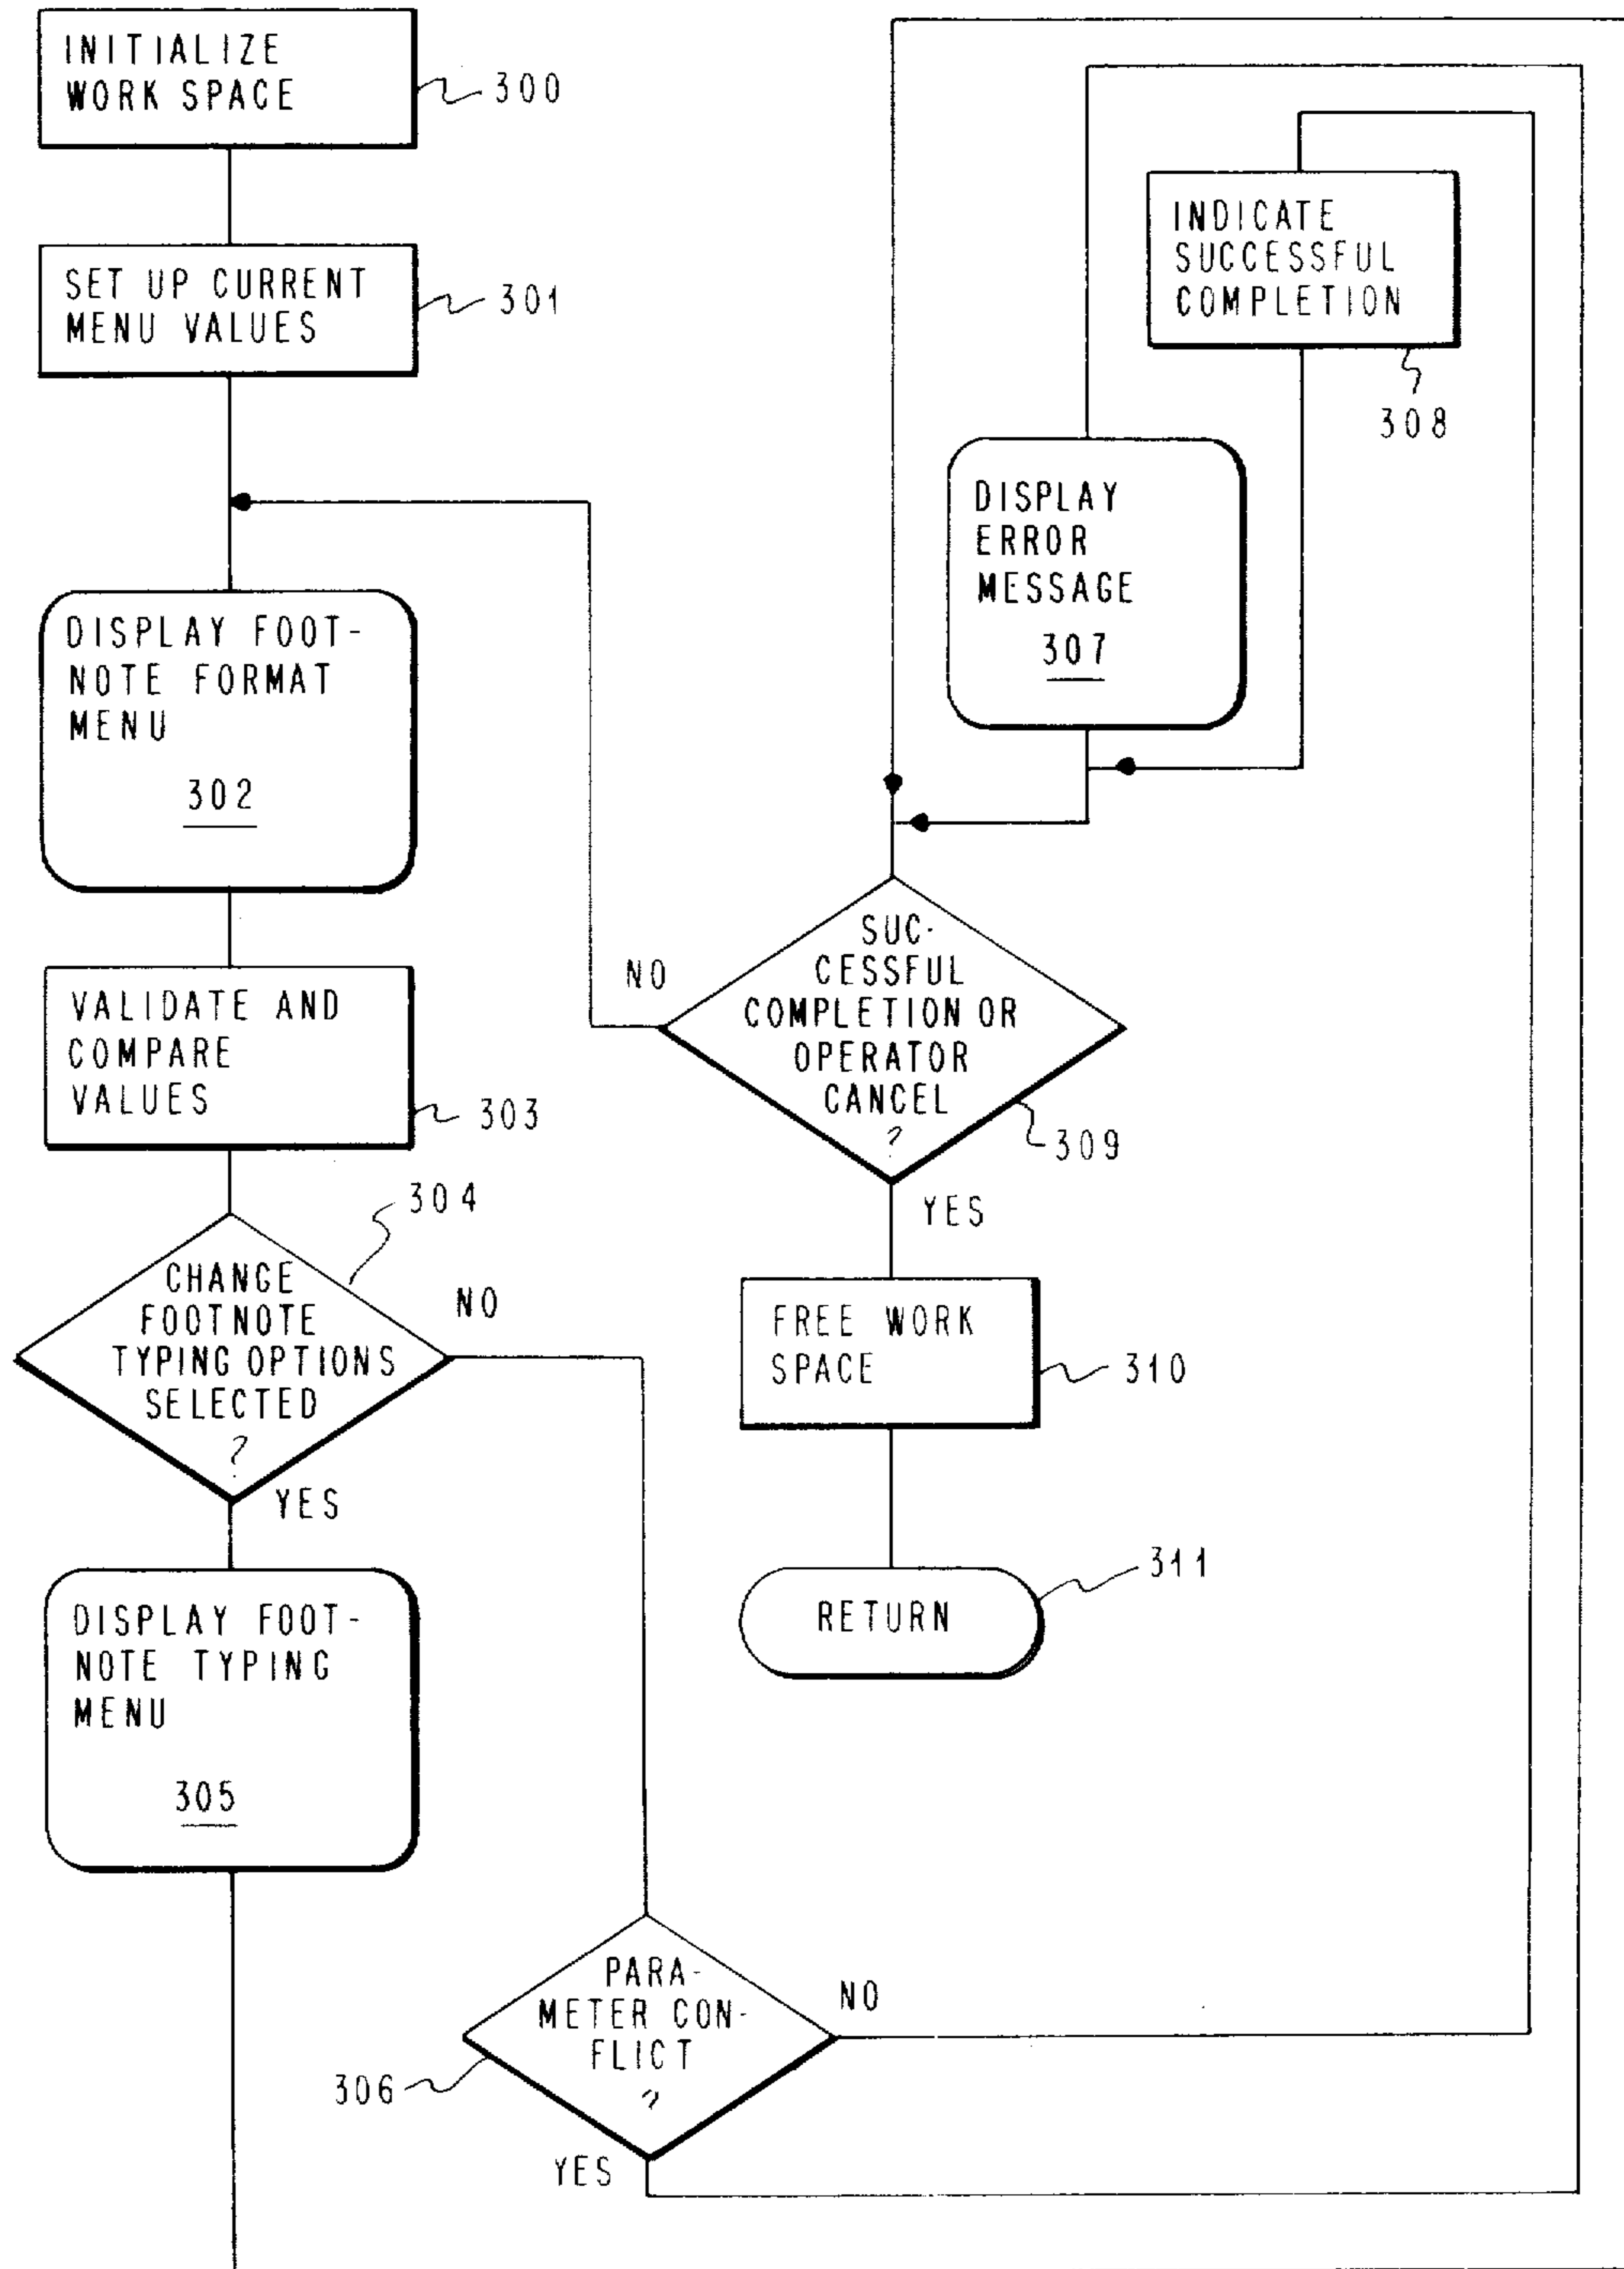 INITIALIZE
WORK SPACE
300
SET UP CURRENT
MENU VALUES
301
DISPLAY FOOT-
NOTE FORMAT
MENU
302
VALIDATE AND
COMPARE
VALUES
303
304
CHANGE
FOOTNOTE
TYPING OPTIONS
SELECTED
?
NO
YES
DISPLAY FOOT-
NOTE TYPING
MENU
305
PARA-
METER CON-
FLICT
?
306
NO
YES
INDICATE
SUCCESSFUL
COMPLETION
308
DISPLAY
ERROR
MESSAGE
307
SUC-
CESSFUL
COMPLETION OR
OPERATOR
CANCEL
?
309
NO
YES
FREE WORK
SPACE
310
RETURN
311